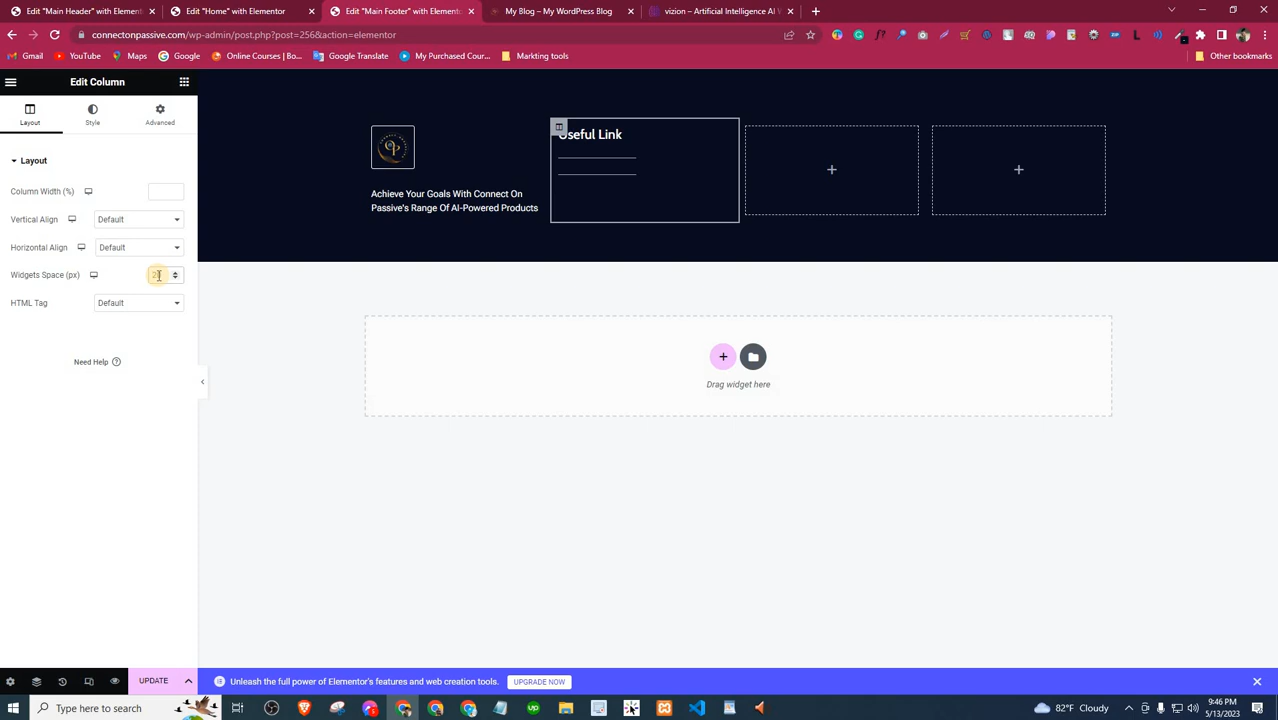 Edit "Main Header" with Element
Edit "Home" with Elementor
Edit "Main Footer" with Elemento
My Blog – My WordPress Blog
vizion – Artificial Intelligence AI W
connectonpassive.com/wp-admin/post.php?post=256&action=elementor
Gmail
YouTube
Maps
Google
Online Courses | Bo...
Google Translate
My Purchased Cour...
Markting tools
Other bookmarks
Edit Column
Layout
Style
Advanced
Layout
Column Width (%)
Vertical Align
Default
Horizontal Align
Default
Widgets Space (px)
HTML Tag
Default
Need Help
UPDATE
Useful Link
Achieve Your Goals With Connect On
Passive's Range Of AI-Powered Products
Drag widget here
Unleash the full power of Elementor's features and web creation tools.
UPGRADE NOW
Type here to search
82°F Cloudy
9:46 PM
5/13/2023